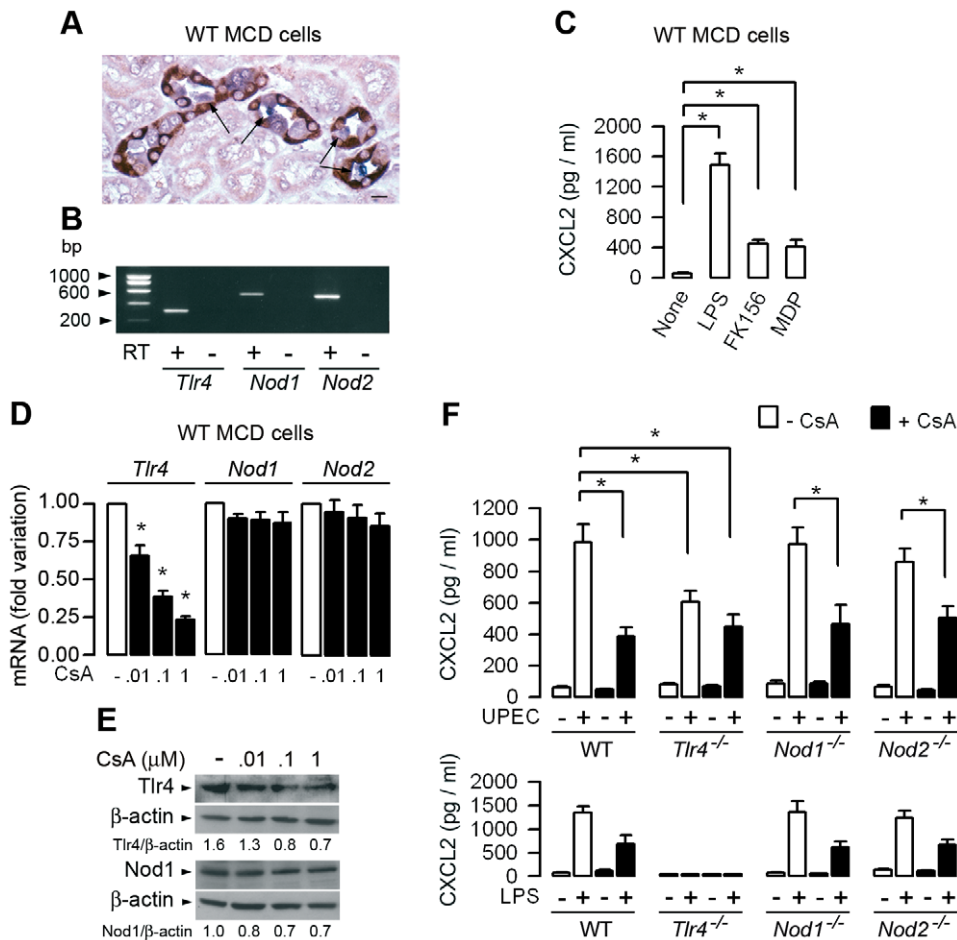 A
WT MCD cells
B
bp
1000
600
200
RT + - + - + -
Tlr4 Nod1 Nod2
C
WT MCD cells
* * *
CXCL2 (pg / ml)
2000
1600
1200
800
400
0
None LPS FK156 MDP
D
WT MCD cells
Tlr4 Nod1 Nod2
mRNA (fold variation)
1.00
0.75
0.50
0.25
0.00
* * *
CsA - .01 .1 1 - .01 .1 1 - .01 .1 1
E
CsA (μM) - .01 .1 1
Tlr4
β-actin
Tlr4/β-actin 1.6 1.3 0.8 0.7
Nod1
β-actin
Nod1/β-actin 1.0 0.8 0.7 0.7
F
- CsA + CsA
* * * * *
CXCL2 (pg / ml)
1200
1000
800
600
400
200
0
UPEC - + - + - + - + - + - + - + - +
WT Tlr4-/- Nod1-/- Nod2-/-
CXCL2 (pg / ml)
1500
1000
500
0
LPS - + - + - + - + - + - + - + - +
WT Tlr4-/- Nod1-/- Nod2-/-